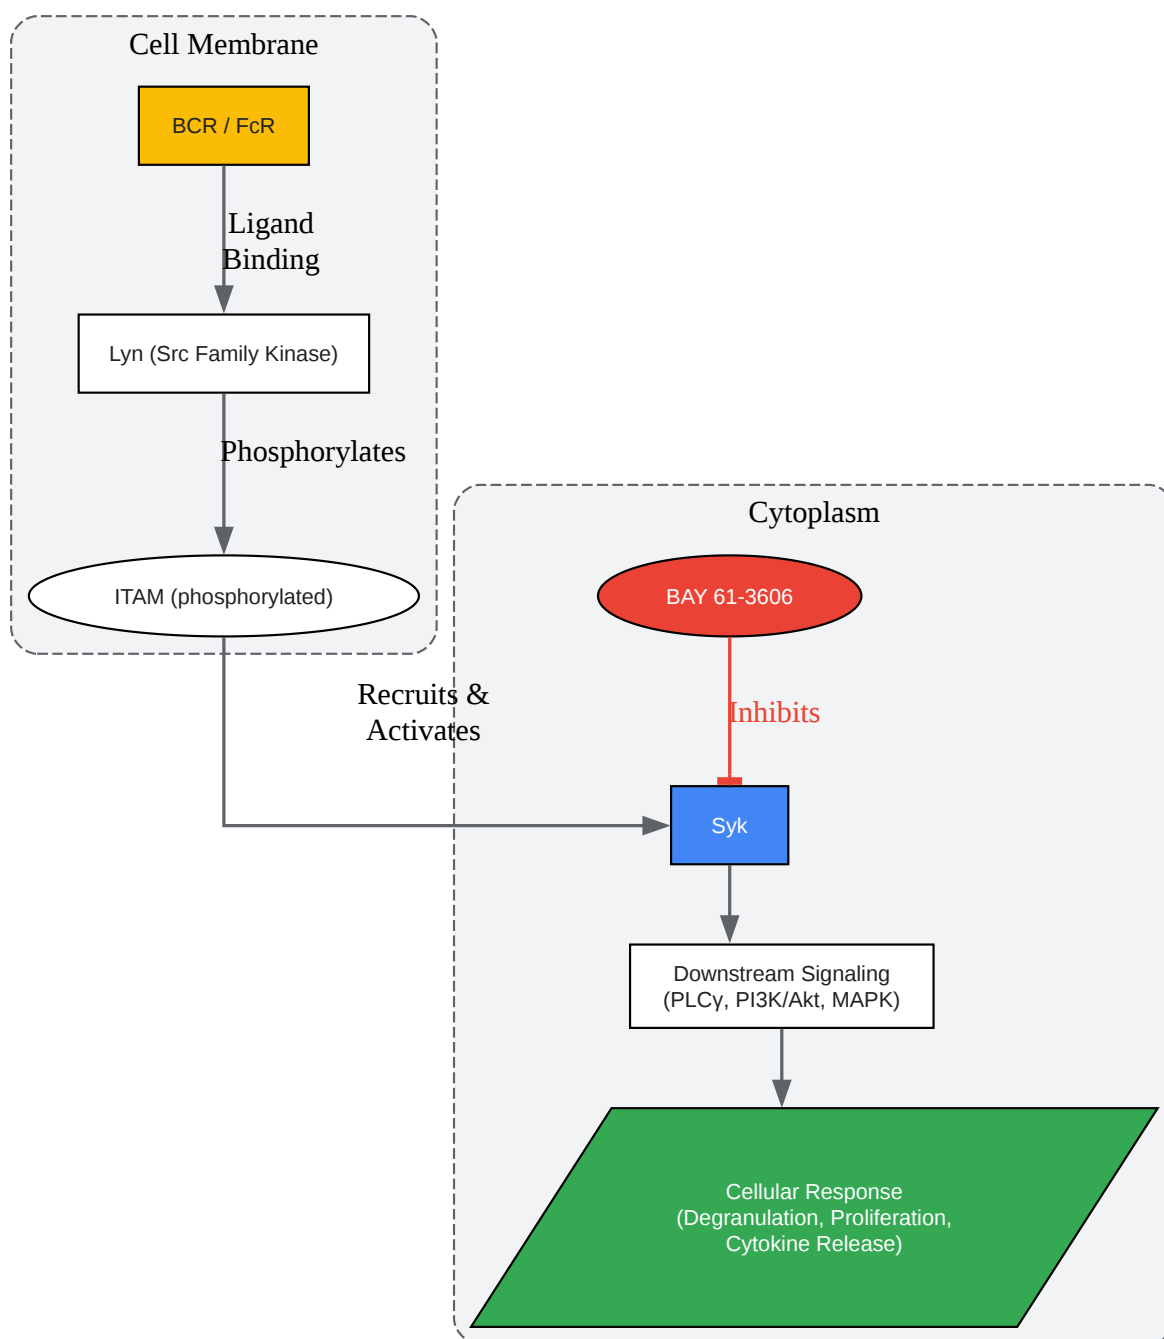 Cell Membrane
BCR / FcR
Ligand
Binding
Lyn (Src Family Kinase)
Phosphorylates
ITAM (phosphorylated)
Recruits &
Activates
Cytoplasm
BAY 61-3606
Inhibits
Syk
Downstream Signaling
(PLCγ, PI3K/Akt, MAPK)
Cellular Response
(Degranulation, Proliferation,
Cytokine Release)